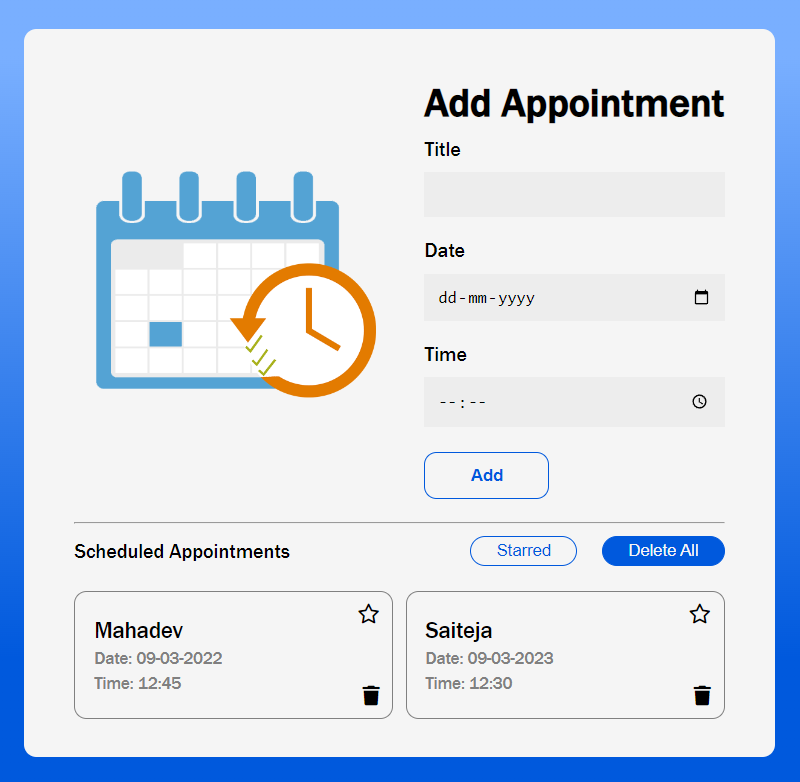 Add Appointment
Title
Date
dd-mm-yyyy
Time
--:--
Add
Scheduled Appointments
Starred
Delete All
Mahadev
Date: 09-03-2022
Time: 12:45
Saiteja
Date: 09-03-2023
Time: 12:30